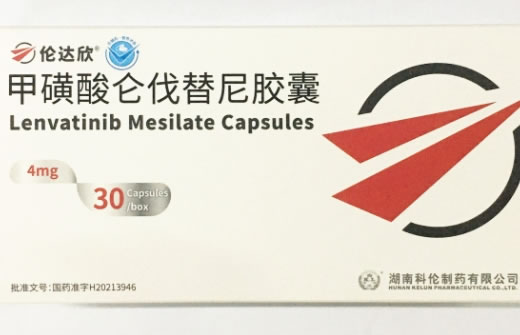 伦达欣
甲磺酸仑伐替尼胶囊
Lenvatinib Mesilate Capsules
4mg
30 Capsules
/box
批准文号：国药准字H20213946
湖南科伦制药有限公司
HUNAN KELUN PHARMACEUTICAL CO.,LTD.